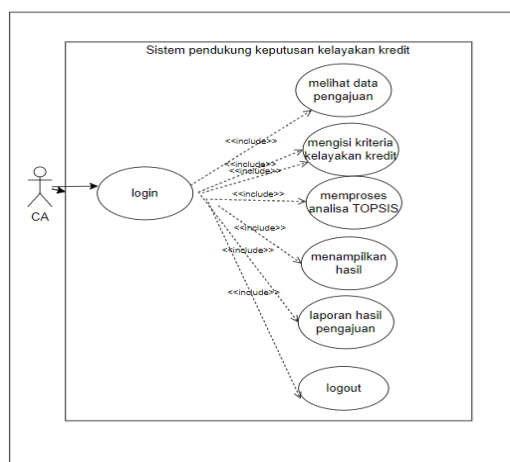 Sistem pendukung keputusan kelayakan kredit
melihat data
pengajuan
<<include>>
mengisi kriteria
kelayakan kredit
<<include>>
<<include>>
login
memproses
analisa TOPSIS
<<include>>
CA
<<include>>
menampilkan
hasil
<<include>>
laporan hasil
pengajuan
<<include>>
logout